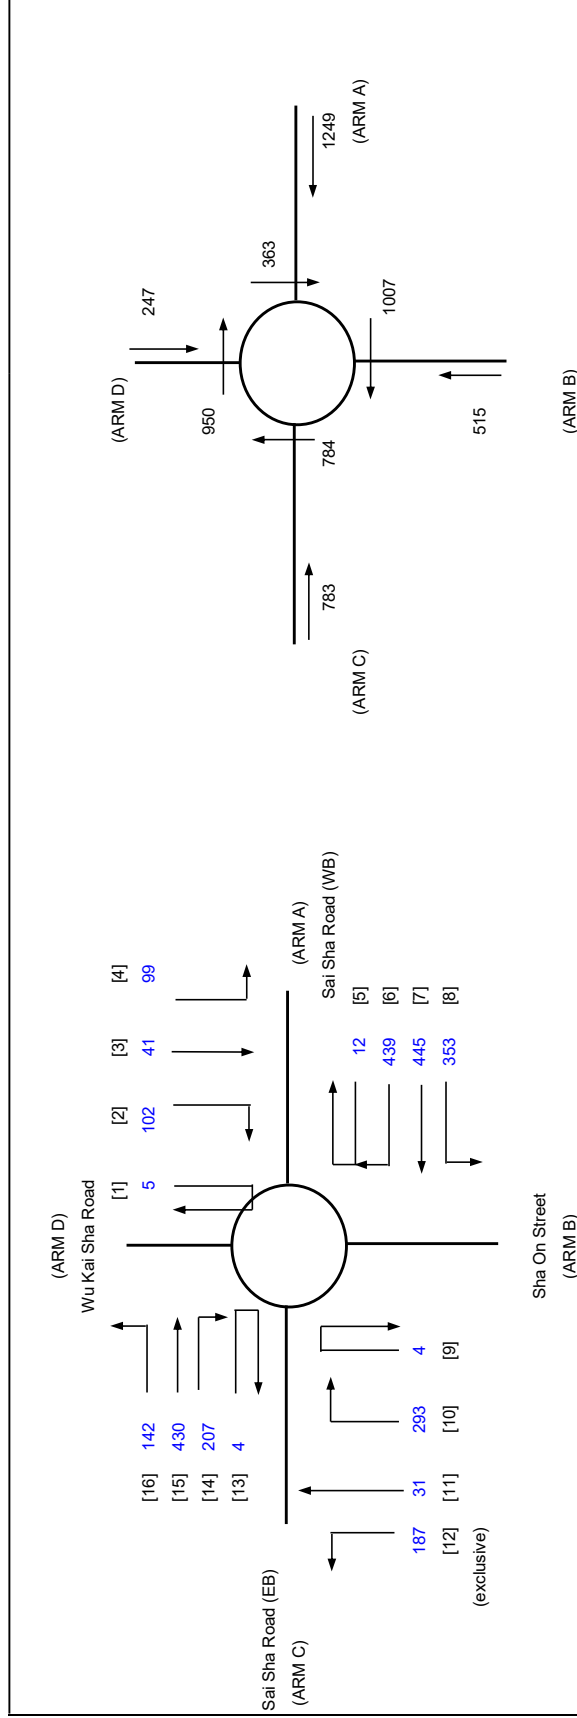 (ARM D)
Wu Kai Sha Road
[1] [2] [3] [4]
5 102 41 99
[16] 142
[15] 430
[14] 207
[13] 4
Sai Sha Road (EB)
(ARM C)
(ARM A)
Sai Sha Road (WB)
12 [5]
439 [6]
445 [7]
353 [8]
187 31 293 4
[12] [11] [10] [9]
(exclusive)
Sha On Street
(ARM B)
(ARM D)
247
950
363
1249
(ARM A)
784
783
(ARM C)
1007
515
(ARM B)